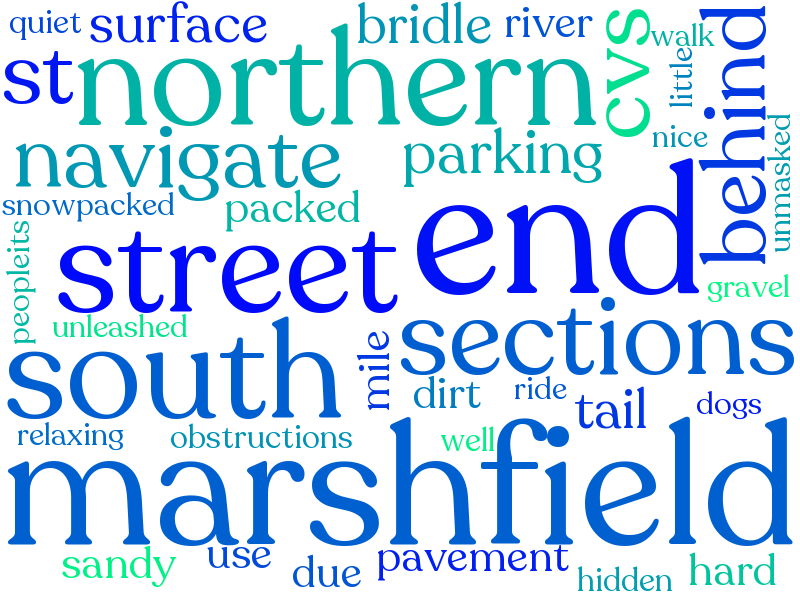 quiet
surface
bridle
river
cvs
walk
little
behind
st
northern
nice
unmasked
navigate
parking
snowpacked
packed
end
peopleits
street
gravel
unleashed
sections
south
mile
dirt
ride
tail
dogs
relaxing
obstructions
well
marshfield
sandy
use
due
pavement
hidden
hard